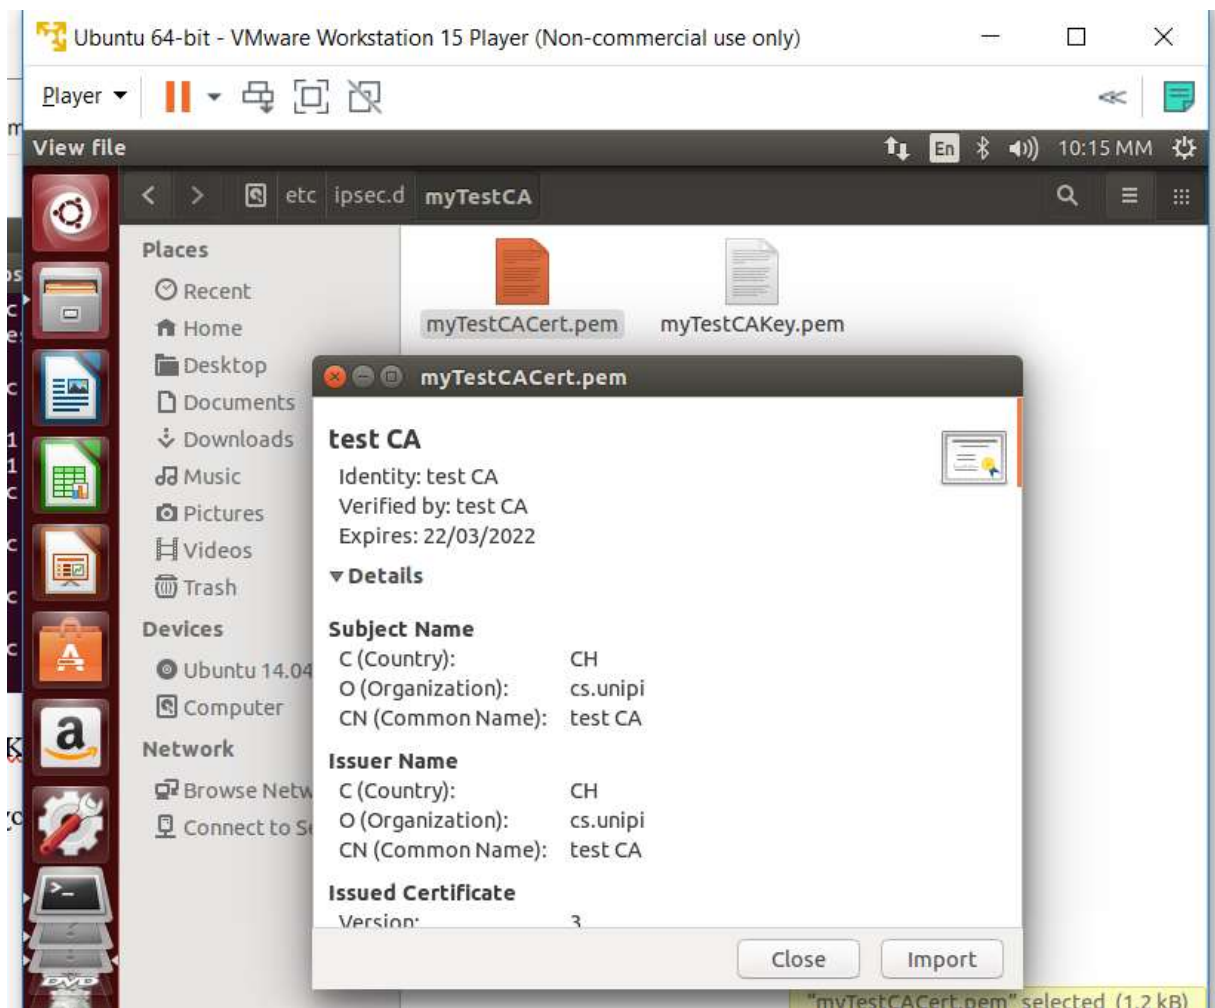 Ubuntu 64-bit - VMware Workstation 15 Player (Non-commercial use only)
Player
View file
En
10:15 MM
etc ipsec.d myTestCA
Places
Recent
Home
Desktop
Documents
Downloads
Music
Pictures
Videos
Trash
Devices
Ubuntu 14.04
Computer
Network
Browse Netw
Connect to Se
myTestCACert.pem myTestCAKey.pem
myTestCACert.pem
test CA
Identity: test CA
Verified by: test CA
Expires: 22/03/2022
Details
Subject Name
C (Country): CH
O (Organization): cs.unipi
CN (Common Name): test CA
Issuer Name
C (Country): CH
O (Organization): cs.unipi
CN (Common Name): test CA
Issued Certificate
Version: 3
Close Import
"myTestCACert.pem" selected (1.2 kB)